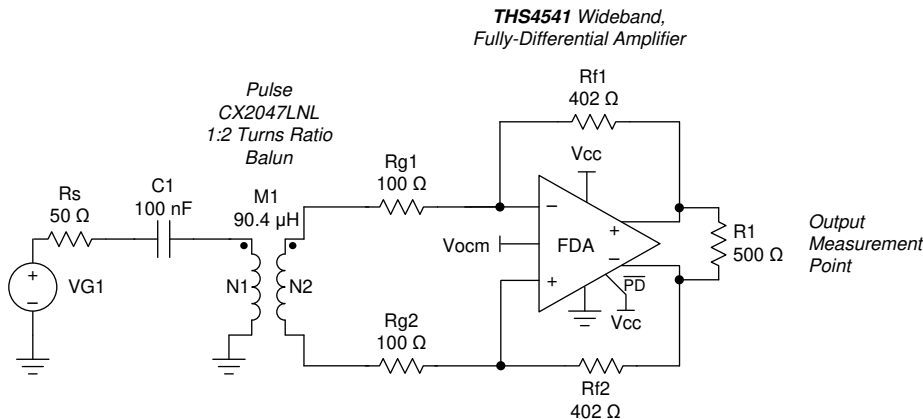 THS4541 Wideband,
Fully-Differential Amplifier
Rf1
402 Ω
Pulse
CX2047LNL
1:2 Turns Ratio
Balun
Vcc
Rg1
100 Ω
C1
100 nF
M1
90.4 µH
Rs
50 Ω
−
+
R1
500 Ω
Output
Measurement
Point
Vocm
FDA
+
−
VG1
N1
N2
−
+
PD
Vcc
Rg2
100 Ω
Rf2
402 Ω